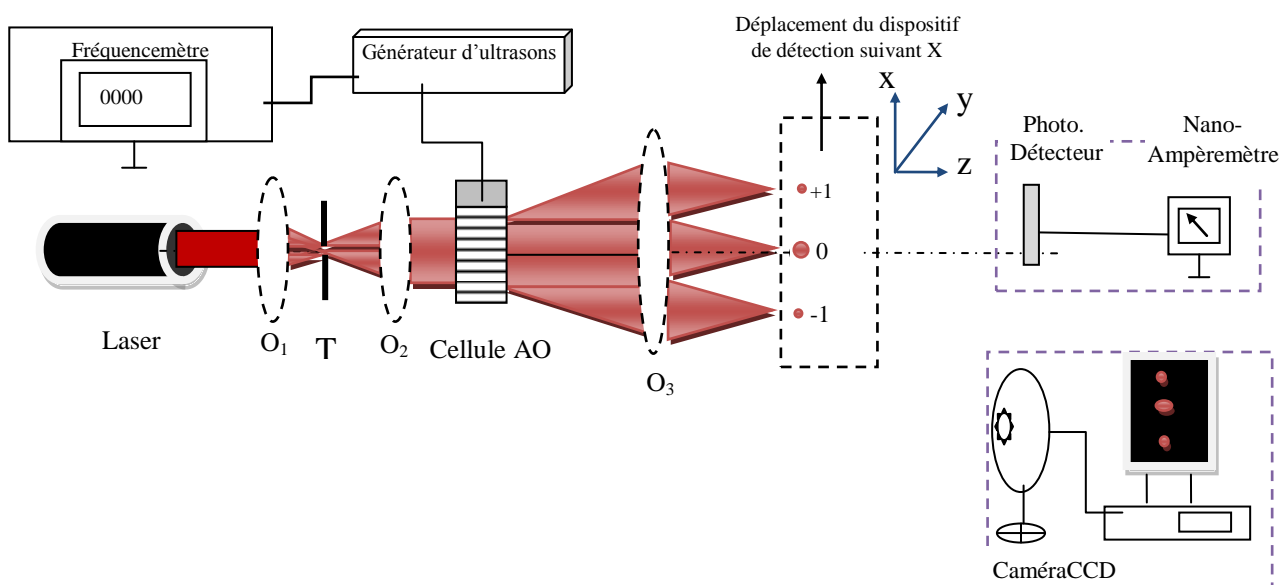 Déplacement du dispositif
de détection suivant X
Fréquencemètre
0000
Générateur d'ultrasons
x
y
z
Photo.
Détecteur
Nano-
Ampèremètre
+1
0
-1
Laser
O1
T
O2
Cellule AO
O3
CaméraCCD